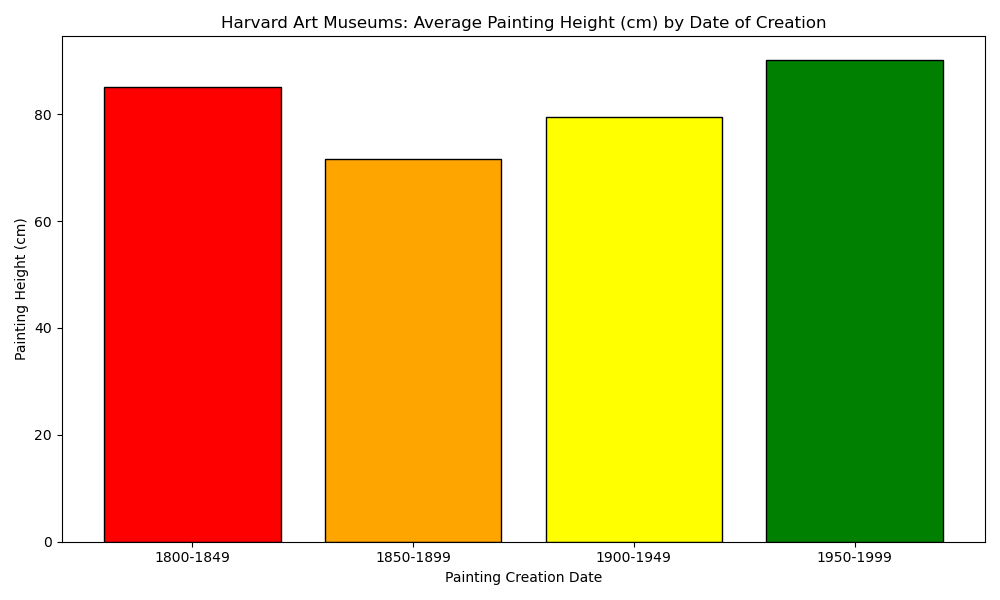 Harvard Art Museums: Average Painting Height (cm) by Date of Creation
Painting Height (cm)
80
60
40
20
0
1800-1849 1850-1899 1900-1949 1950-1999
Painting Creation Date